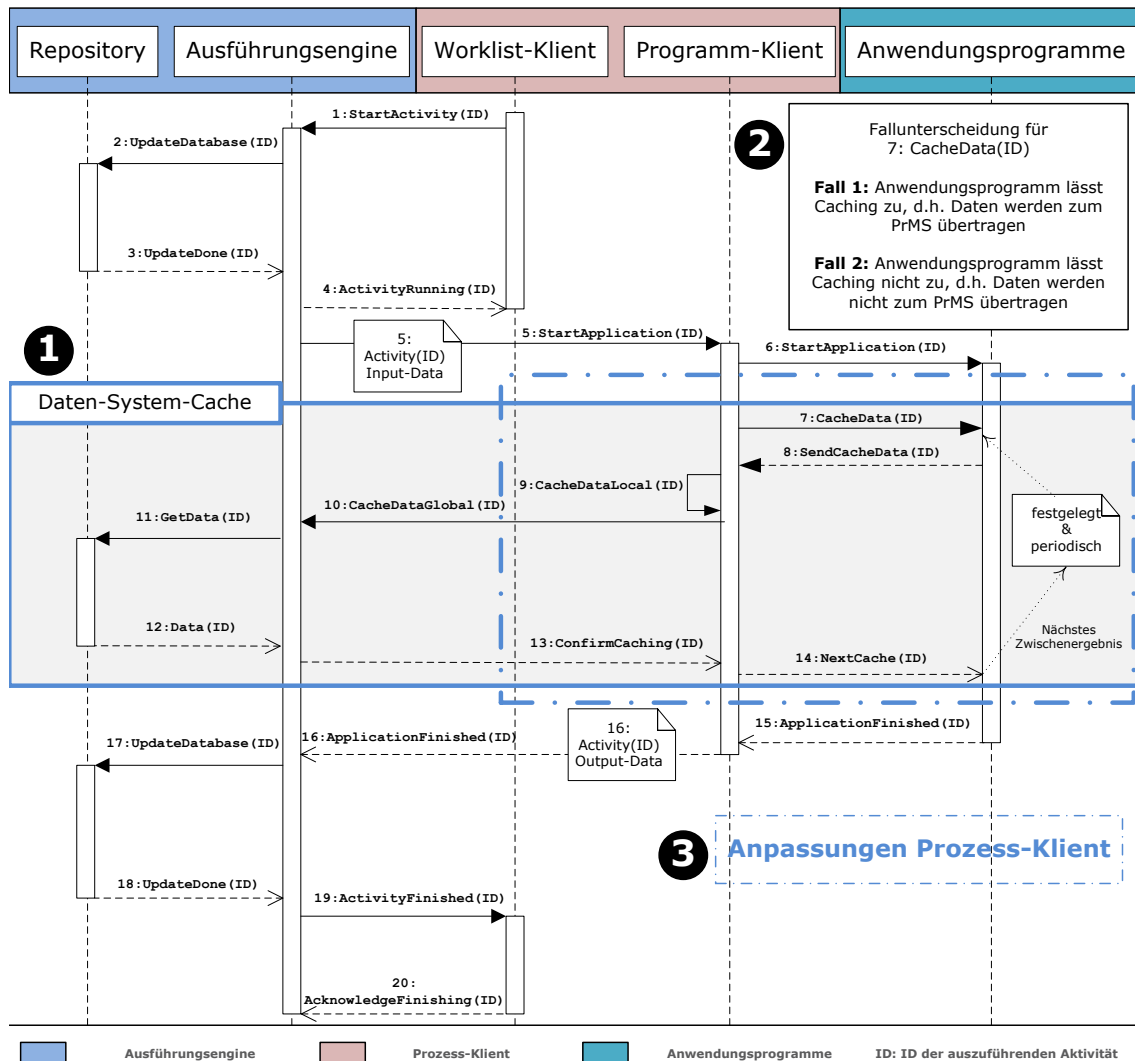 Repository
Ausführungsengine
Worklist-Klient
Programm-Klient
Anwendungsprogramme
1:StartActivity(ID)
2:UpdateDatabase(ID)
3:UpdateDone(ID)
4:ActivityRunning(ID)
2
Fallunterscheidung für
7: CacheData(ID)
Fall 1: Anwendungsprogramm lässt
Caching zu, d.h. Daten werden zum
PrMS übertragen
Fall 2: Anwendungsprogramm lässt
Caching nicht zu, d.h. Daten werden
nicht zum PrMS übertragen
1
5:
Activity(ID)
Input-Data
5:StartApplication(ID)
6:StartApplication(ID)
Daten-System-Cache
7:CacheData(ID)
8:SendCacheData(ID)
9:CacheDataLocal(ID)
10:CacheDataGlobal(ID)
11:GetData(ID)
festgelegt
&
periodisch
12:Data(ID)
13:ConfirmCaching(ID)
Nächstes
Zwischenergebnis
14:NextCache(ID)
15:ApplicationFinished(ID)
16:
Activity(ID)
Output-Data
16:ApplicationFinished(ID)
17:UpdateDatabase(ID)
3
Anpassungen Prozess-Klient
18:UpdateDone(ID)
19:ActivityFinished(ID)
20:
AcknowledgeFinishing(ID)
Ausführungsengine
Prozess-Klient
Anwendungsprogramme
ID: ID der auszuführenden Aktivität